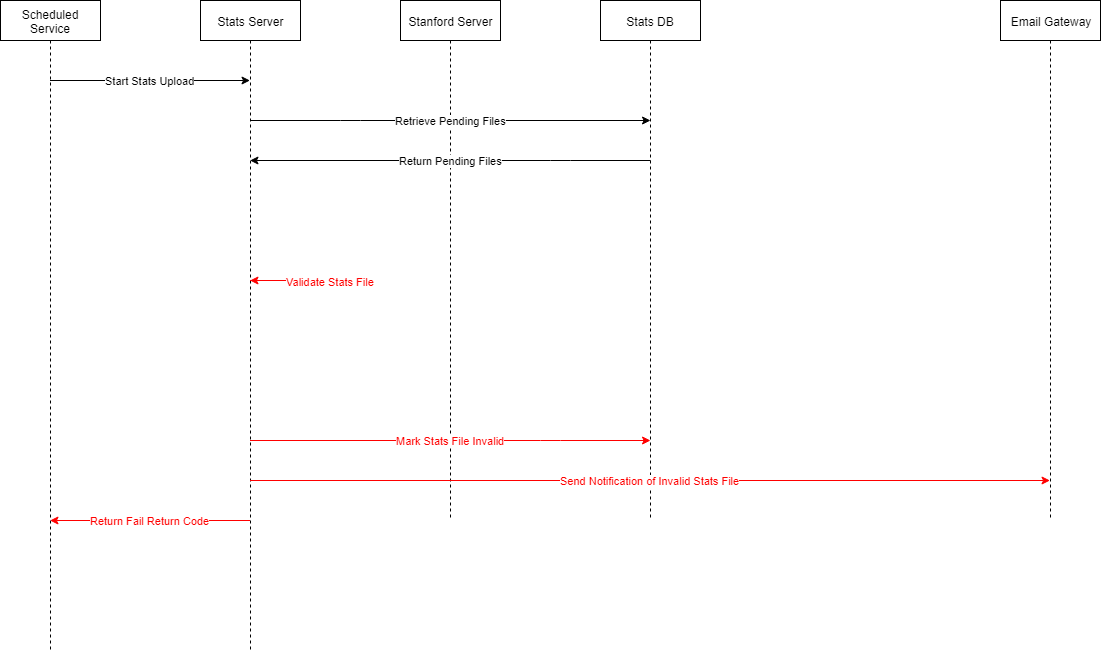 Scheduled
Service
Stats Server
Stanford Server
Stats DB
Email Gateway
Start Stats Upload
Retrieve Pending Files
Return Pending Files
Validate Stats File
Mark Stats File Invalid
Send Notification of Invalid Stats File
Return Fail Return Code